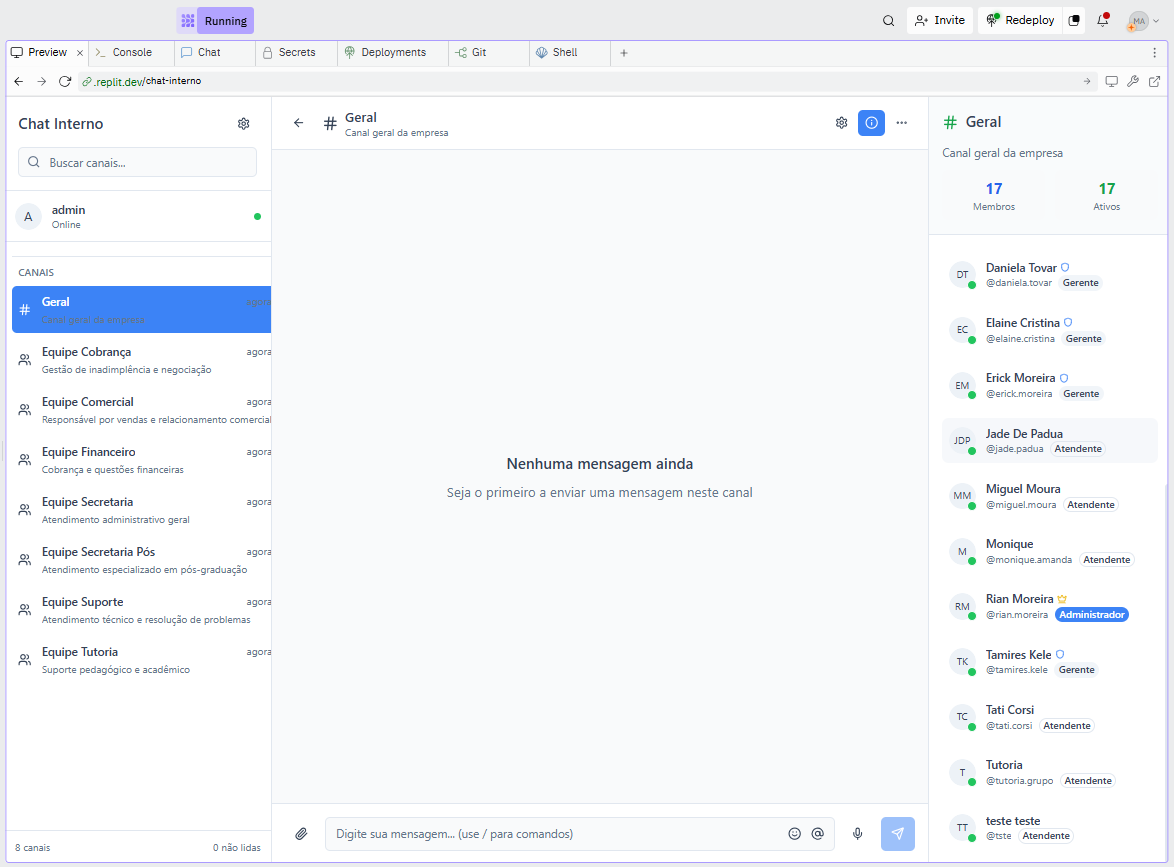 Running
Invite
Redeploy
MA
Preview
Console
Chat
Secrets
Deployments
Git
Shell
.replit.dev/chat-interno
Chat Interno
Buscar canais...
A
admin
Online
CANAIS
Geral
agora
Canal geral da empresa
Equipe Cobrança
agora
Gestão de inadimplência e negociação
Equipe Comercial
agora
Responsável por vendas e relacionamento comercial
Equipe Financeiro
agora
Cobrança e questões financeiras
Equipe Secretaria
agora
Atendimento administrativo geral
Equipe Secretaria Pós
agora
Atendimento especializado em pós-graduação
Equipe Suporte
agora
Atendimento técnico e resolução de problemas
Equipe Tutoria
agora
Suporte pedagógico e acadêmico
8 canais
0 não lidas
# Geral
Canal geral da empresa
Nenhuma mensagem ainda
Seja o primeiro a enviar uma mensagem neste canal
Digite sua mensagem... (use / para comandos)
# Geral
Canal geral da empresa
17
Membros
17
Ativos
DT
Daniela Tovar
@daniela.tovar Gerente
EC
Elaine Cristina
@elaine.cristina Gerente
EM
Erick Moreira
@erick.moreira Gerente
JDP
Jade De Padua
@jade.padua Atendente
MM
Miguel Moura
@miguel.moura Atendente
M
Monique
@monique.amanda Atendente
RM
Rian Moreira
@rian.moreira Administrador
TK
Tamires Kele
@tamires.kele Gerente
TC
Tati Corsi
@tati.corsi Atendente
T
Tutoria
@tutoria.grupo Atendente
TT
teste teste
@tste Atendente